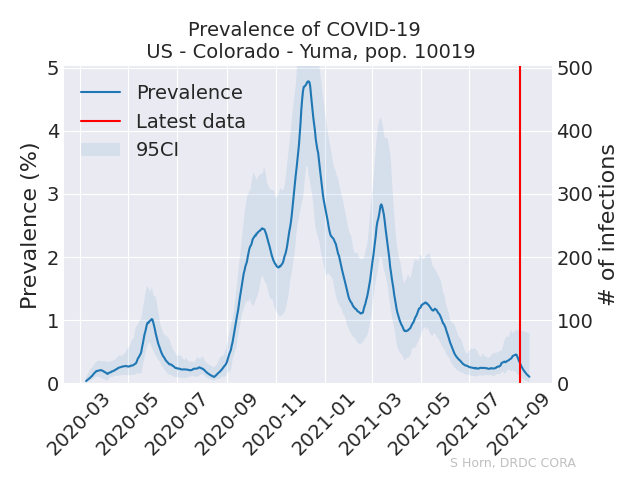 Prevalence of COVID-19
US - Colorado - Yuma, pop. 10019
Prevalence
Latest data
95CI
Prevalence (%)
5
4
3
2
1
0
500
400
300
200
100
0
# of infections
2020-03
2020-05
2020-07
2020-09
2020-11
2021-01
2021-03
2021-05
2021-07
2021-09
S Horn, DRDC CORA